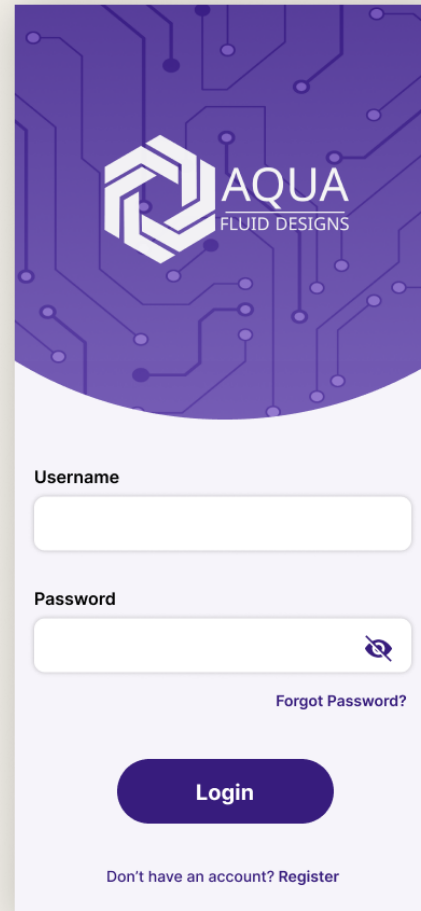 AQUA
FLUID DESIGNS
Username
Password
Forgot Password?
Login
Don’t have an account? Register